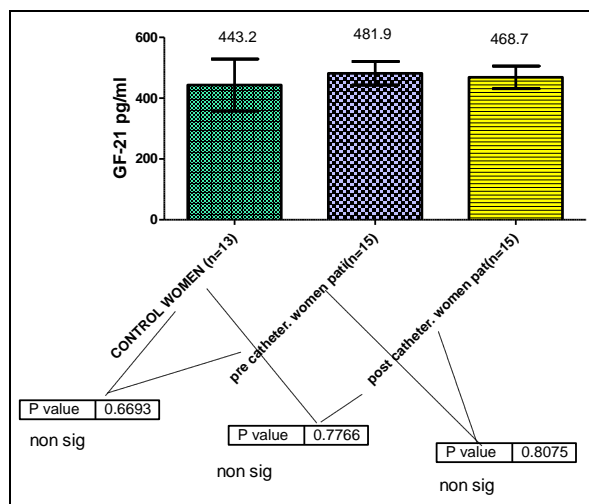 443.2 481.9 468.7
GF-21 pg/ml
600
400
200
0
CONTROL WOMEN (n=13)
pre catheter. women pati(n=15)
post catheter. women pat(n=15)
P value 0.6693
non sig
P value 0.7766
non sig
P value 0.8075
non sig